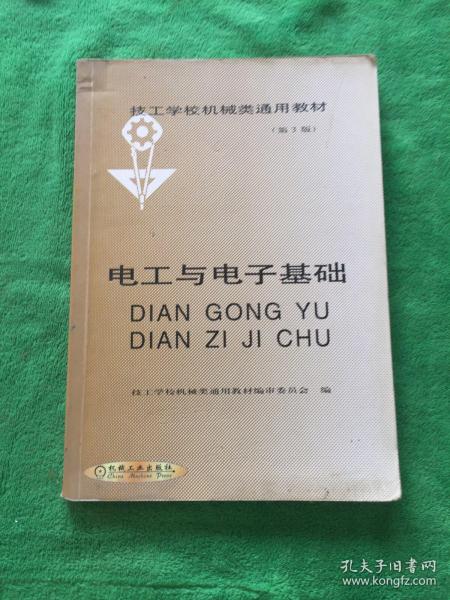 技工学校机械类通用教材
(第3版)
电工与电子基础
DIAN GONG YU
DIAN ZI JI CHU
技工学校机械类通用教材编审委员会 编
机械工业出版社
China Machine Press
孔夫子旧书网
www.kongfz.com